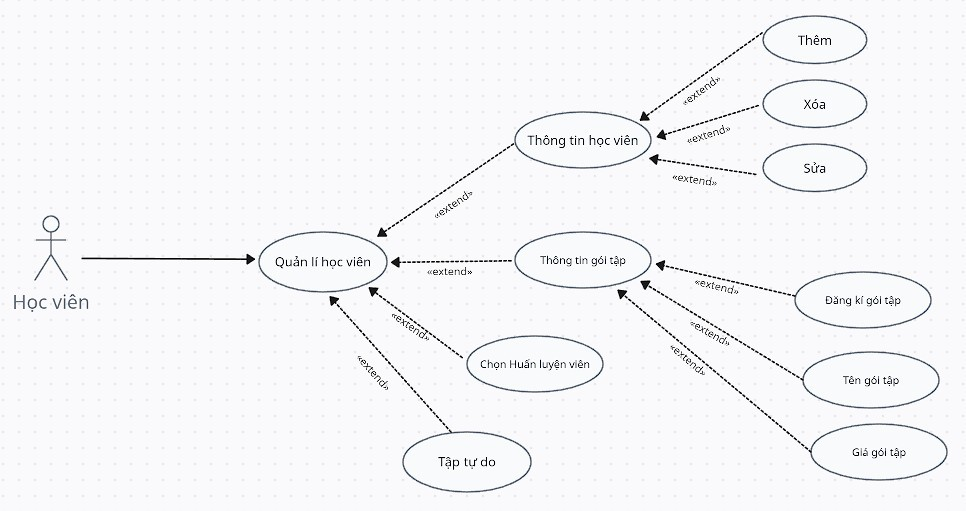 Thêm
«extend»
Xóa
«extend»
Thông tin học viên
Sửa
«extend»
«extend»
Học viên
Quản lí học viên
«extend»
Thông tin gói tập
«extend»
Đăng kí gói tập
«extend»
Chọn Huấn luyện viên
«extend»
Tên gói tập
«extend»
Tập tự do
«extend»
Giá gói tập